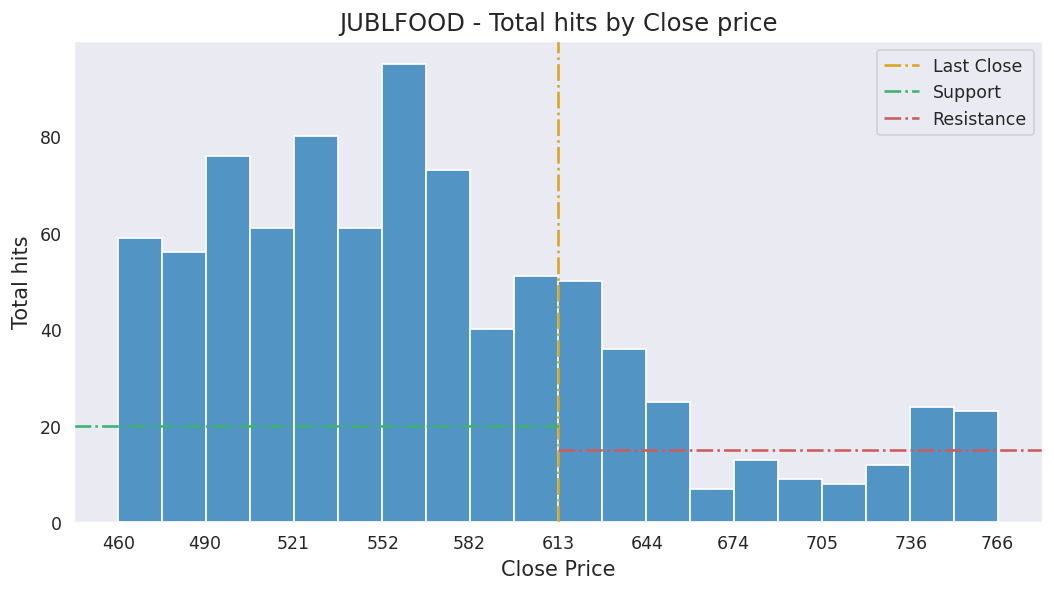 JUBLFOOD - Total hits by Close price
Last Close
Support
Resistance
Total hits
80
60
40
20
0
460 490 521 552 582 613 644 674 705 736 766
Close Price